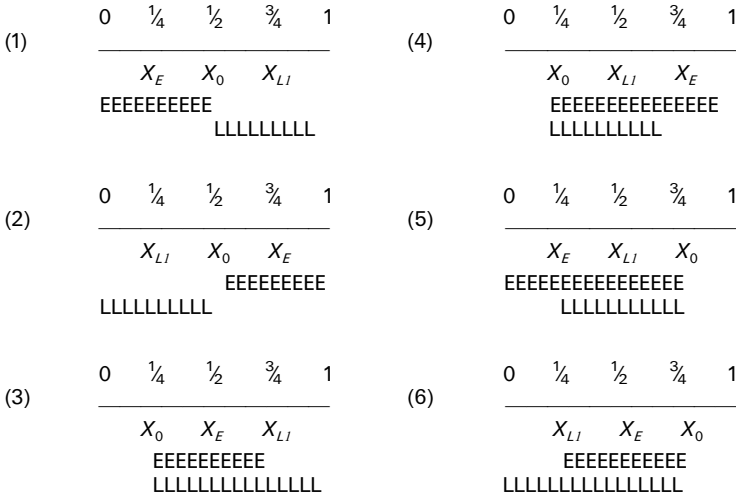 (1)
0 ¼ ½ ¾ 1
X_E X_0 X_L1
EEEEEEEEEE
LLLLLLLLL
(2)
0 ¼ ½ ¾ 1
X_L1 X_0 X_E
EEEEEEEEE
LLLLLLLLLL
(3)
0 ¼ ½ ¾ 1
X_0 X_E X_L1
EEEEEEEEEE
LLLLLLLLLLLLLLL
(4)
0 ¼ ½ ¾ 1
X_0 X_L1 X_E
EEEEEEEEEEEEEEE
LLLLLLLLLL
(5)
0 ¼ ½ ¾ 1
X_E X_L1 X_0
EEEEEEEEEEEEEEEE
LLLLLLLLLLL
(6)
0 ¼ ½ ¾ 1
X_L1 X_E X_0
EEEEEEEEEEE
LLLLLLLLLLLLLLLL